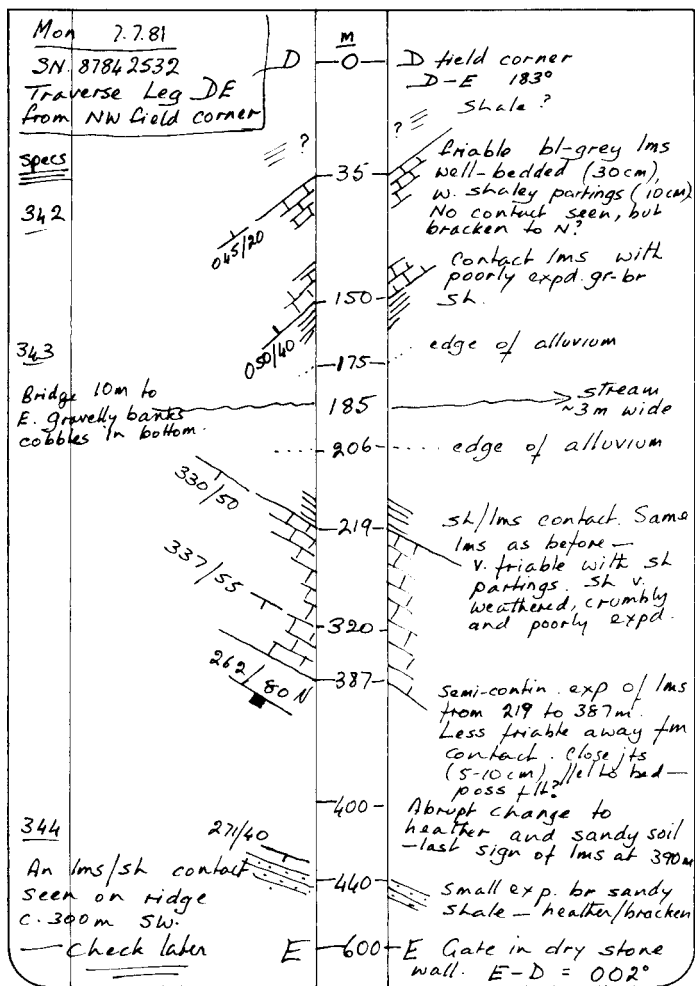 Mon 7.7.81
SN. 87842532
Traverse Leg DE
from NW field corner
m
D —0— D field corner
D–E 183°
Shale ?
? ?
specs
35
friable bl-grey lms
well-bedded (30cm),
w. shaley partings (10cm)
No contact seen, but
bracken to N?
342
045/20
contact lms with
poorly expd. gr-br
sh.
150
050/40
343
175
edge of alluvium
Bridge 10m to
E. gravelly banks
cobbles in bottom.
185
stream
~3m wide
206
edge of alluvium
330/50
219
sh/lms contact. Same
lms as before —
v. friable with sh
partings. sh v.
weathered, crumbly
and poorly expd.
337/55
320
262/80 N
387
Semi-contin. exp of lms
from 219 to 387m.
Less friable away fm
contact. Close jts
(5-10cm) //el to bed —
poss flt?
400
Abrupt change to
heather and sandy soil
—last sign of lms at 390m
344
271/40
An lms/sh contact
seen on ridge
c. 300m SW.
— Check later
440
Small exp. br sandy
shale — heather/bracken
E —600— E Gate in dry stone
wall. E-D = 002°